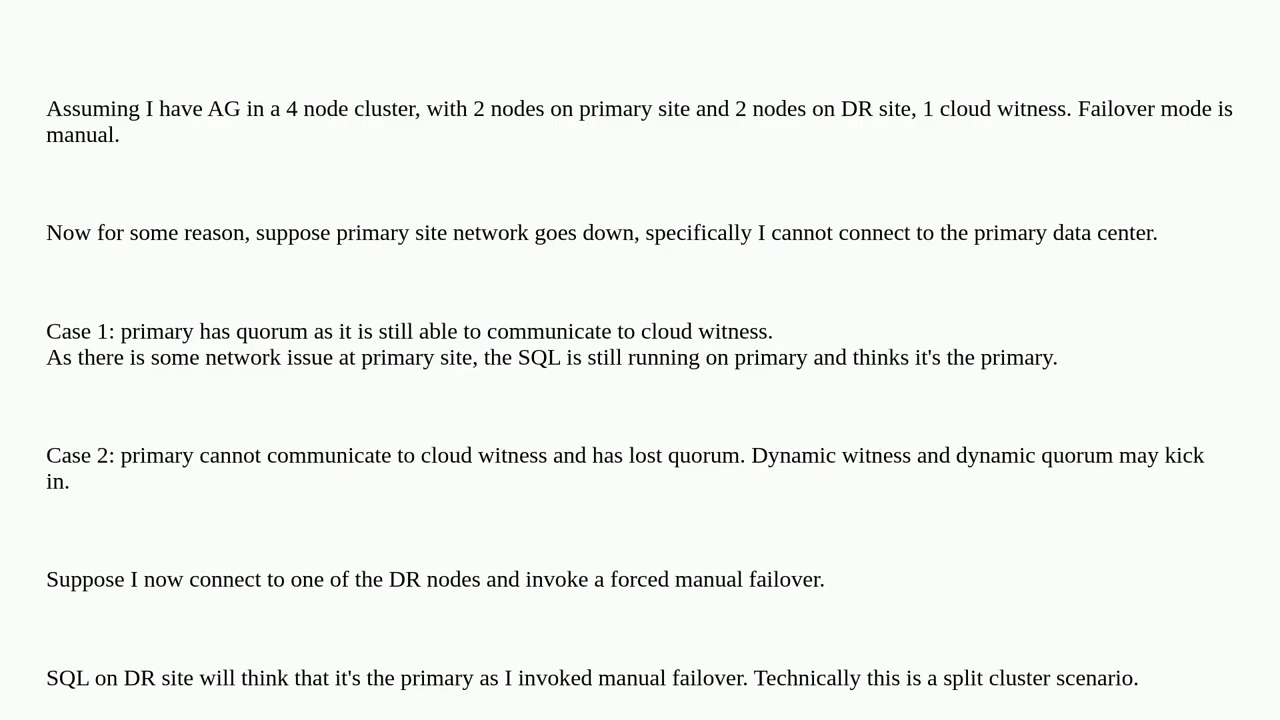 Assuming I have AG in a 4 node cluster, with 2 nodes on primary site and 2 nodes on DR site, 1 cloud witness. Failover mode is
manual.
Now for some reason, suppose primary site network goes down, specifically I cannot connect to the primary data center.
Case 1: primary has quorum as it is still able to communicate to cloud witness.
As there is some network issue at primary site, the SQL is still running on primary and thinks it's the primary.
Case 2: primary cannot communicate to cloud witness and has lost quorum. Dynamic witness and dynamic quorum may kick
in.
Suppose I now connect to one of the DR nodes and invoke a forced manual failover.
SQL on DR site will think that it's the primary as I invoked manual failover. Technically this is a split cluster scenario.